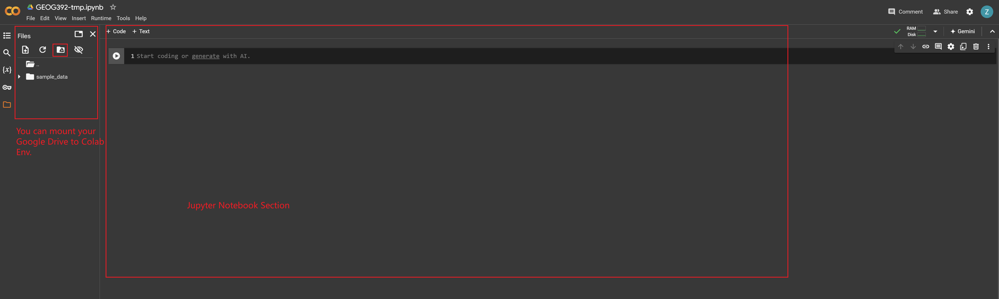 GEOG392-tmp.ipynb
File Edit View Insert Runtime Tools Help
Comment Share Z
Files
+ Code + Text
RAM
Disk
Gemini
1 Start coding or generate with AI.
..
sample_data
{x}
You can mount your
Google Drive to Colab
Env.
Jupyter Notebook Section